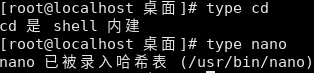 [root@localhost 桌面]# type cd
cd 是 shell 内建
[root@localhost 桌面]# type nano
nano 已被录入哈希表 (/usr/bin/nano)